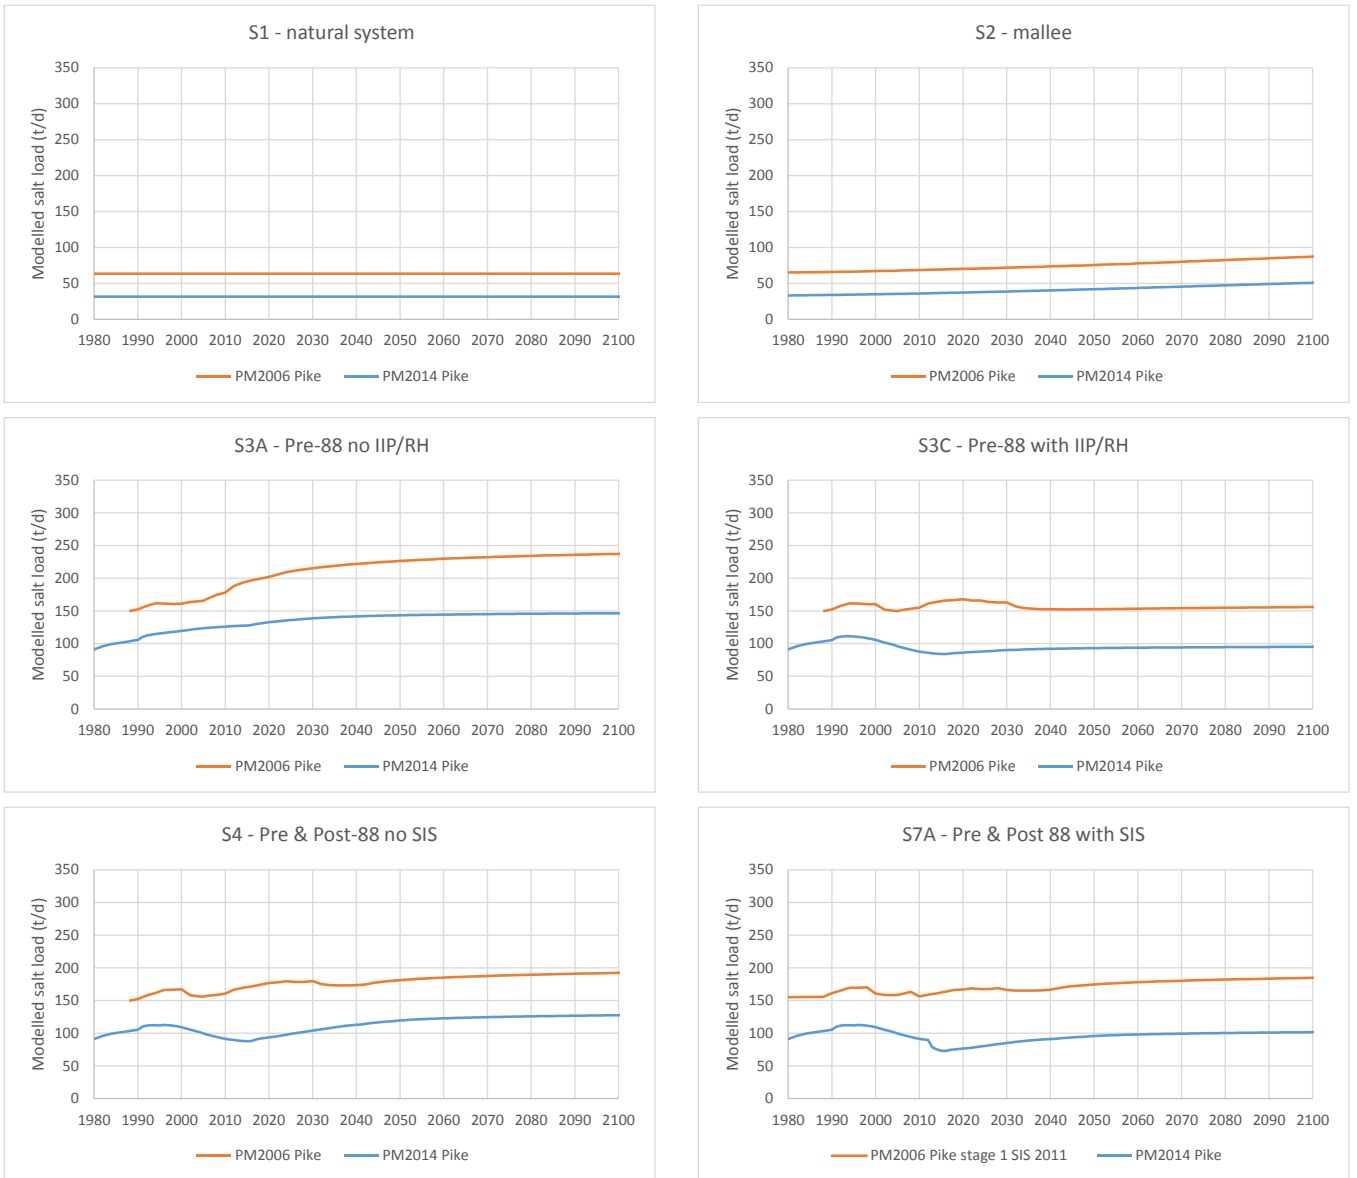 S1 - natural system
Modelled salt load (t/d)
350
300
250
200
150
100
50
0
1980 1990 2000 2010 2020 2030 2040 2050 2060 2070 2080 2090 2100
PM2006 Pike PM2014 Pike
S2 - mallee
Modelled salt load (t/d)
350
300
250
200
150
100
50
0
1980 1990 2000 2010 2020 2030 2040 2050 2060 2070 2080 2090 2100
PM2006 Pike PM2014 Pike
S3A - Pre-88 no IIP/RH
Modelled salt load (t/d)
350
300
250
200
150
100
50
0
1980 1990 2000 2010 2020 2030 2040 2050 2060 2070 2080 2090 2100
PM2006 Pike PM2014 Pike
S3C - Pre-88 with IIP/RH
Modelled salt load (t/d)
350
300
250
200
150
100
50
0
1980 1990 2000 2010 2020 2030 2040 2050 2060 2070 2080 2090 2100
PM2006 Pike PM2014 Pike
S4 - Pre & Post-88 no SIS
Modelled salt load (t/d)
350
300
250
200
150
100
50
0
1980 1990 2000 2010 2020 2030 2040 2050 2060 2070 2080 2090 2100
PM2006 Pike PM2014 Pike
S7A - Pre & Post 88 with SIS
Modelled salt load (t/d)
350
300
250
200
150
100
50
0
1980 1990 2000 2010 2020 2030 2040 2050 2060 2070 2080 2090 2100
PM2006 Pike stage 1 SIS 2011 PM2014 Pike